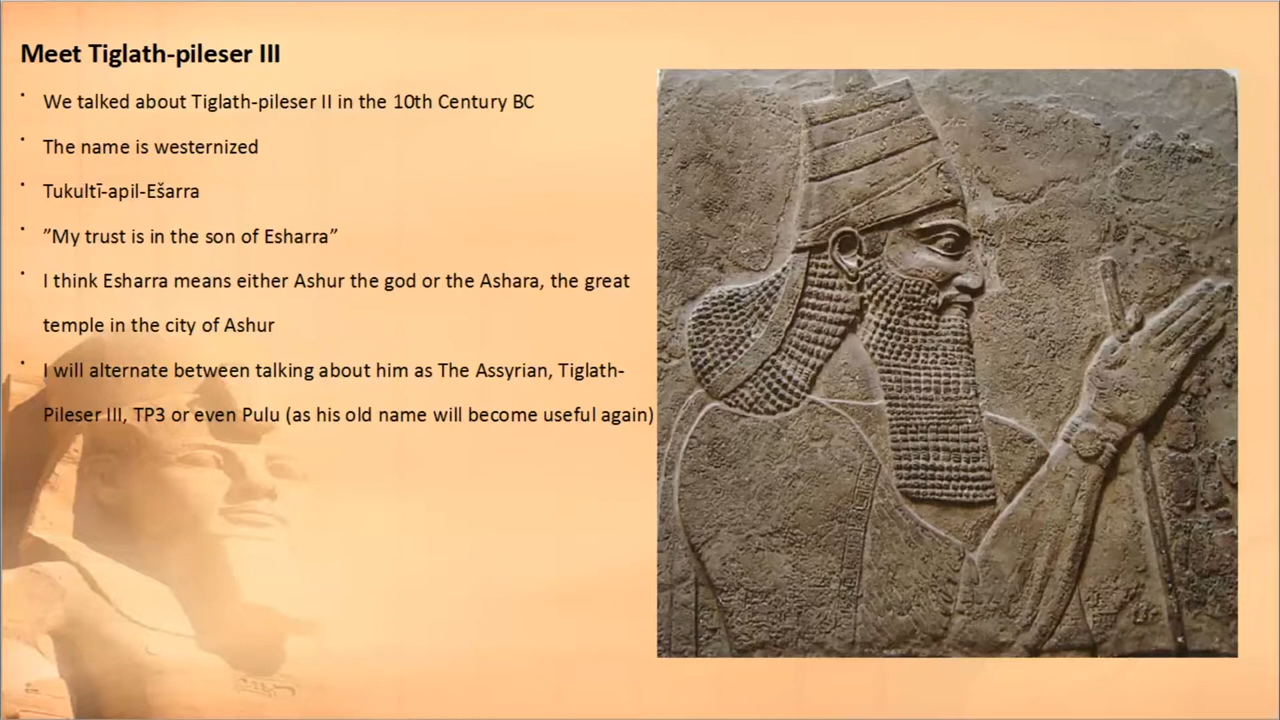 Meet Tiglath-pileser III
• We talked about Tiglath-pileser II in the 10th Century BC
• The name is westernized
• Tukultī-apil-Ešarra
• ”My trust is in the son of Esharra”
• I think Esharra means either Ashur the god or the Ashara, the great
temple in the city of Ashur
• I will alternate between talking about him as The Assyrian, Tiglath-
Pileser III, TP3 or even Pulu (as his old name will become useful again)